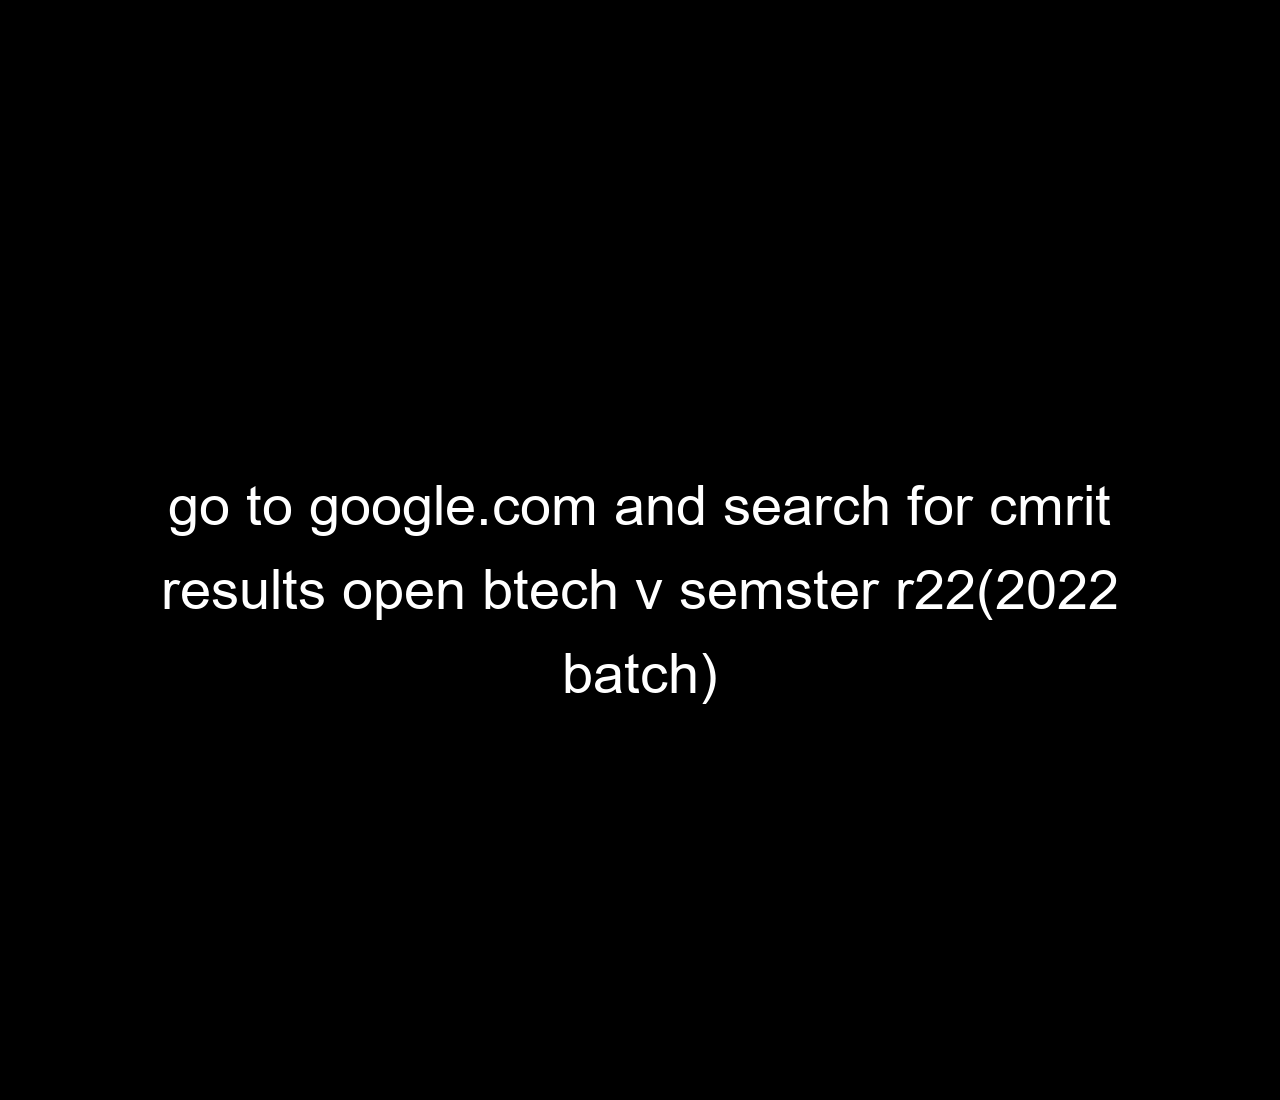 go to google.com and search for cmrit
results open btech v semster r22(2022
batch)